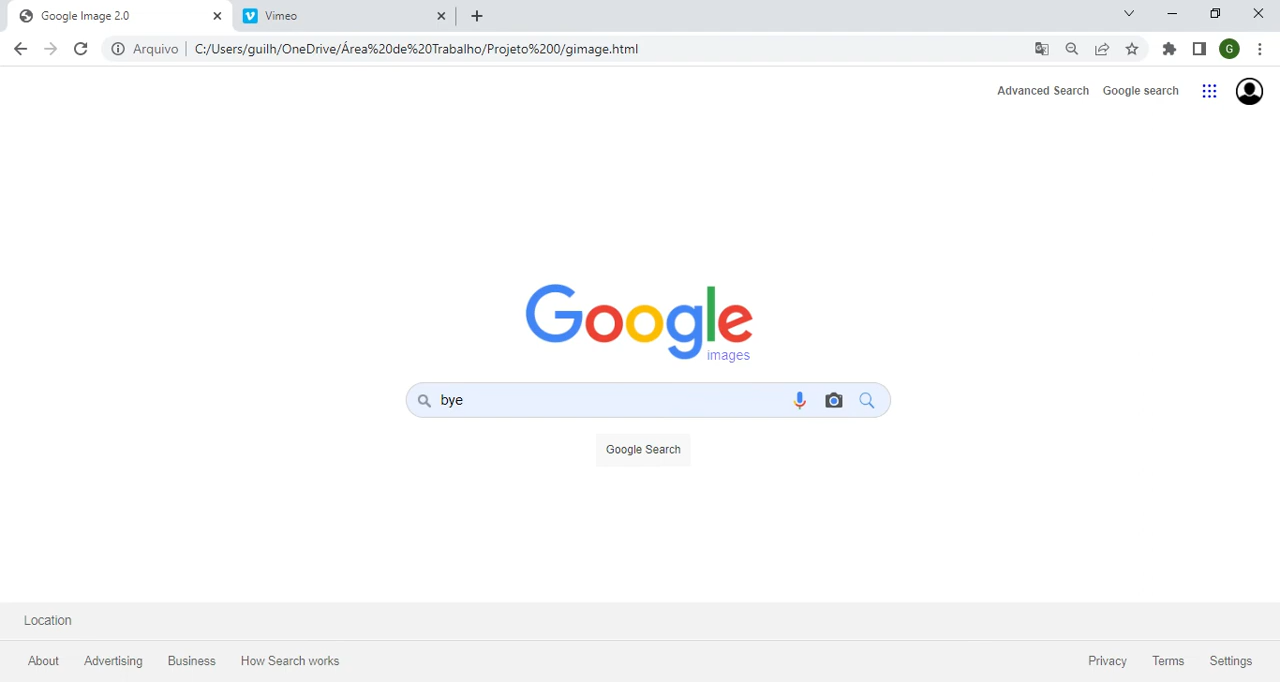 Google Image 2.0
Vimeo
Arquivo C:/Users/guilh/OneDrive/Área%20de%20Trabalho/Projeto%200/gimage.html
G
Advanced Search Google search
Google
images
bye
Google Search
Location
About Advertising Business How Search works Privacy Terms Settings